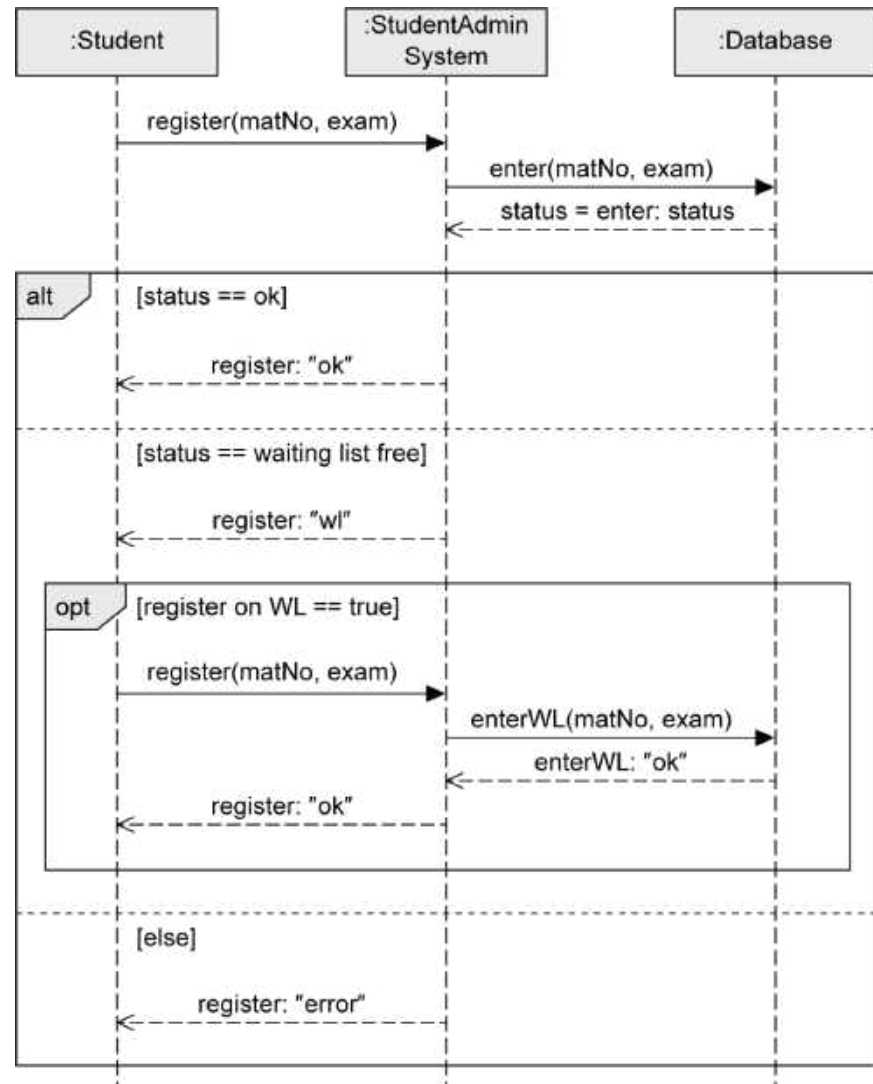 :Student
:StudentAdmin
System
:Database
register(matNo, exam)
enter(matNo, exam)
status = enter: status
alt
[status == ok]
register: "ok"
[status == waiting list free]
register: "wl"
opt
[register on WL == true]
register(matNo, exam)
enterWL(matNo, exam)
enterWL: "ok"
register: "ok"
[else]
register: "error"